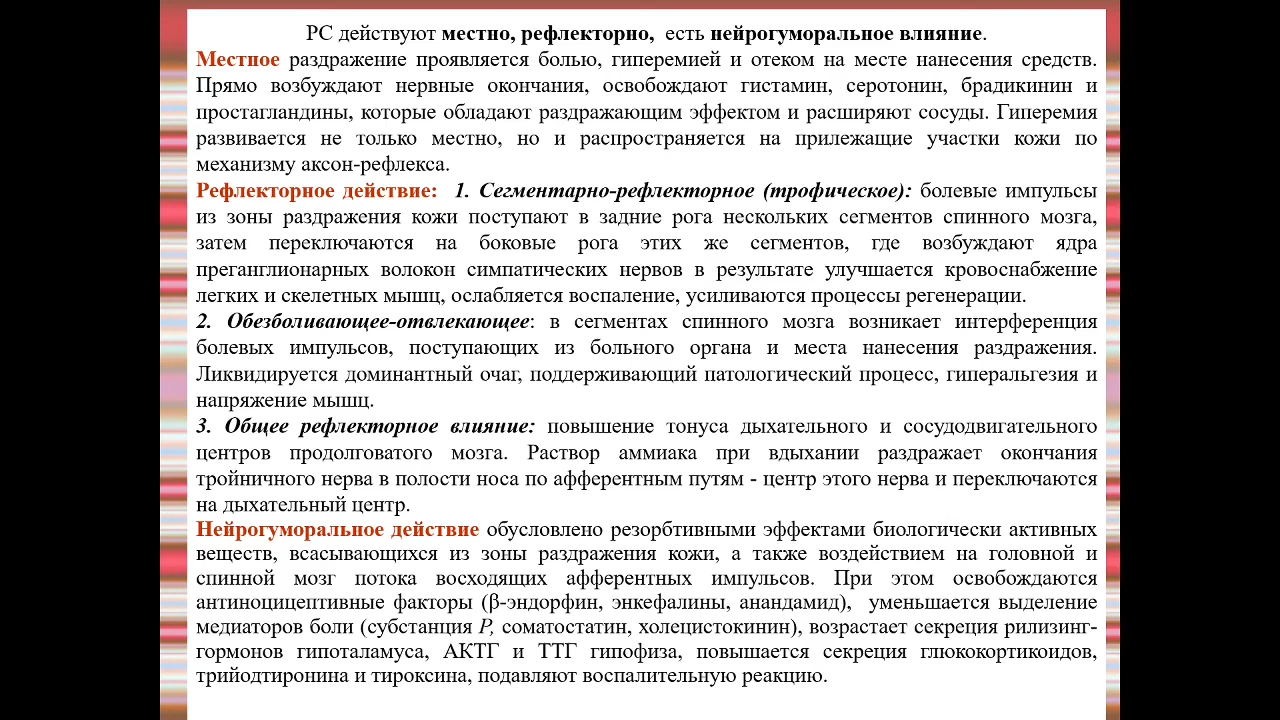 РС действуют местно, рефлекторно, есть нейрогуморальное влияние.
Местное раздражение проявляется болью, гиперемией и отеком на месте нанесения средств.
Прямо возбуждают нервные окончания, освобождают гистамин, серотонин, брадикинин и
простагландины, которые обладают раздражающим эффектом и расширяют сосуды. Гиперемия
развивается не только местно, но и распространяется на прилежащие участки кожи по
механизму аксон-рефлекса.
Рефлекторное действие: 1. Сегментарно-рефлекторное (трофическое): болевые импульсы
из зоны раздражения кожи поступают в задние рога нескольких сегментов спинного мозга,
затем переключаются на боковые рога этих же сегментов, где возбуждают ядра
преганглионарных волокон симпатических нервов в результате улучшается кровоснабжение
легких и скелетных мышц, ослабляется воспаление, усиливаются процессы регенерации.
2. Обезболивающее-отвлекающее: в сегментах спинного мозга возникает интерференция
болевых импульсов, поступающих из больного органа и места нанесения раздражения.
Ликвидируется доминантный очаг, поддерживающий патологический процесс, гиперальгезия и
напряжение мышц.
3. Общее рефлекторное влияние: повышение тонуса дыхательного и сосудодвигательного
центров продолговатого мозга. Раствор аммиака при вдыхании раздражает окончания
тройничного нерва в полости носа по афферентным путям - центр этого нерва и переключаются
на дыхательный центр.
Нейрогуморальное действие обусловлено резорбтивными эффектами биологически активных
веществ, всасывающихся из зоны раздражения кожи, а также воздействием на головной и
спинной мозг потока восходящих афферентных импульсов. При этом освобождаются
антиноцицептивные факторы (β-эндорфин, энкефалины, анандамид), уменьшается выделение
медиаторов боли (субстанция Р, соматостатин, холецистокинин), возрастает секреция рилизинг-
гормонов гипоталамуса, АКТГ и ТТГ гипофиза, повышается секреция глюкокортикоидов,
трийодтиронина и тироксина, подавляют воспалительную реакцию.